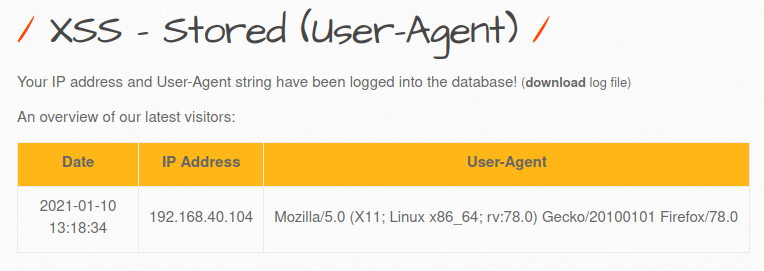 / XSS - Stored (User-Agent) /
Your IP address and User-Agent string have been logged into the database! (download log file)
An overview of our latest visitors:
Date IP Address User-Agent
2021-01-10
13:18:34
192.168.40.104
Mozilla/5.0 (X11; Linux x86_64; rv:78.0) Gecko/20100101 Firefox/78.0